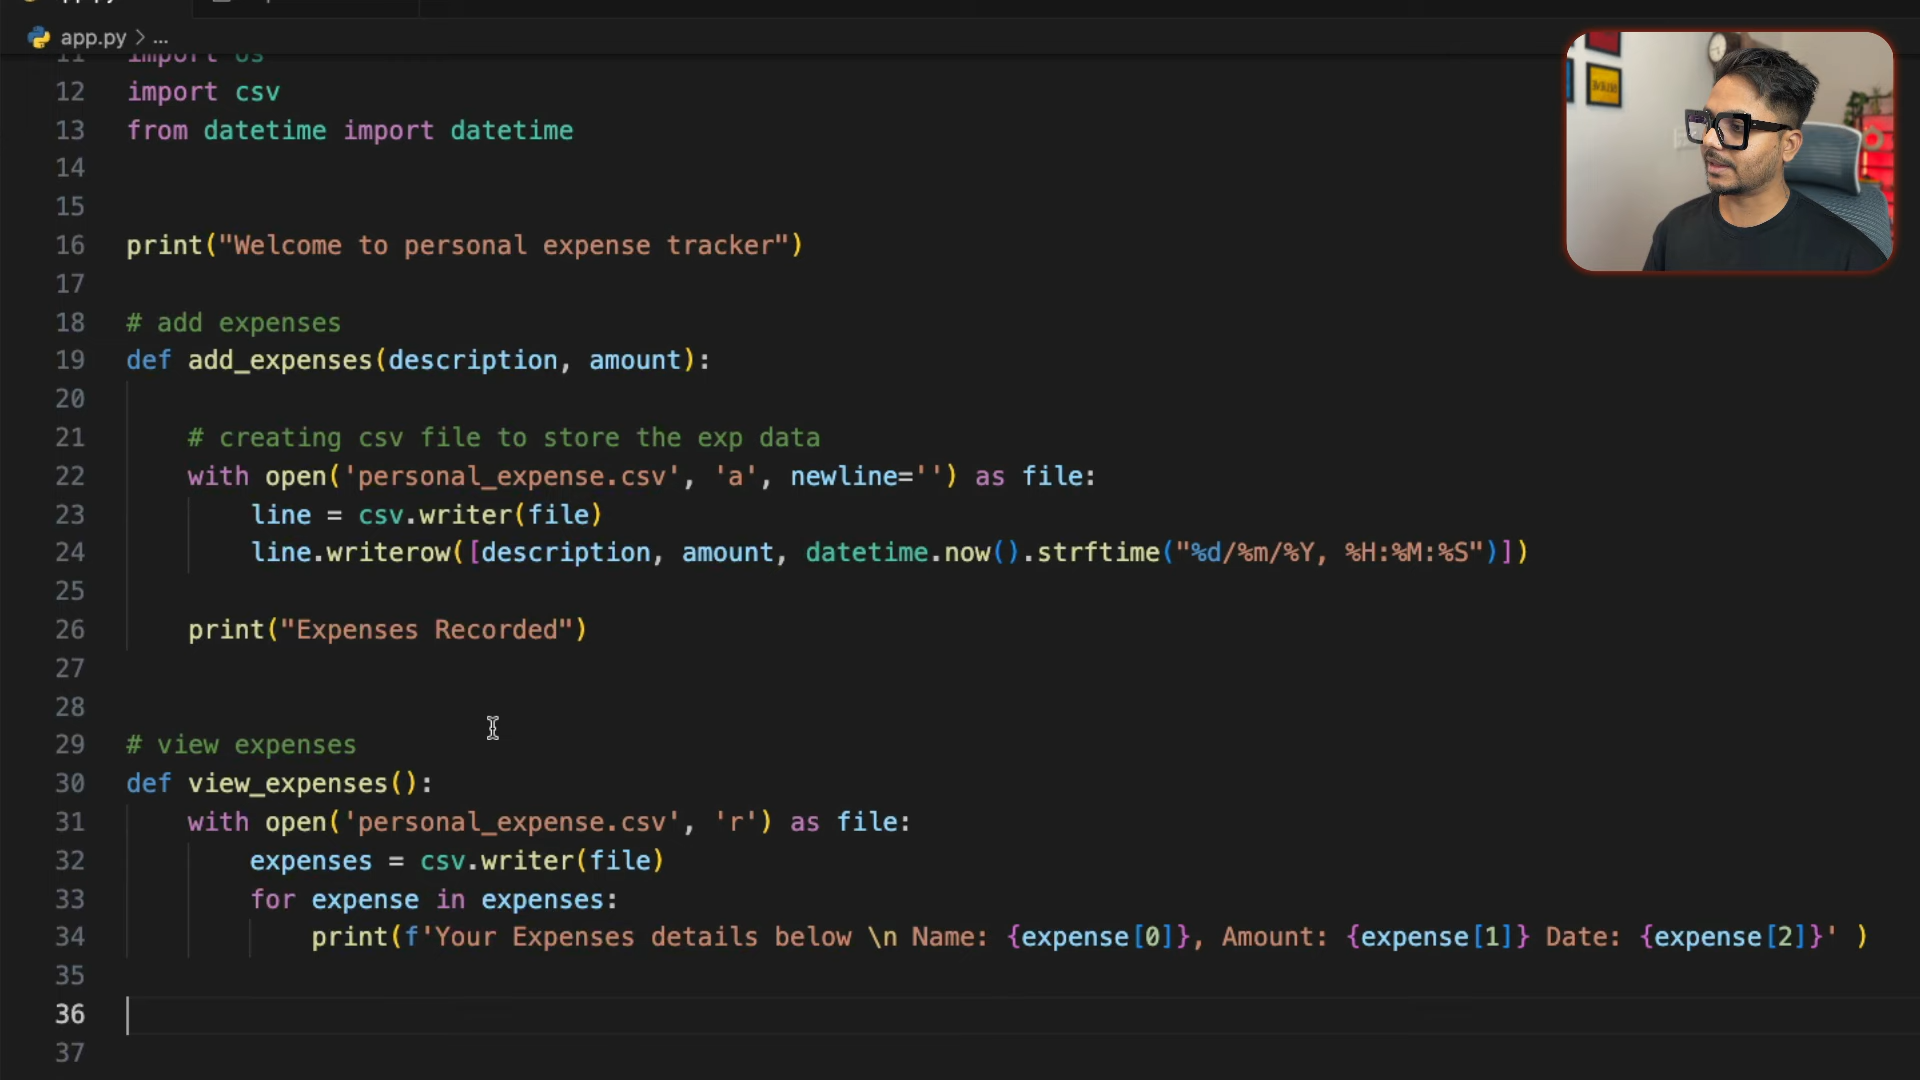 app.py > ...
11 import os
12 import csv
13 from datetime import datetime
14
15
16 print("Welcome to personal expense tracker")
17
18 # add expenses
19 def add_expenses(description, amount):
20
21 # creating csv file to store the exp data
22 with open('personal_expense.csv', 'a', newline='') as file:
23 line = csv.writer(file)
24 line.writerow([description, amount, datetime.now().strftime("%d/%m/%Y, %H:%M:%S")])
25
26 print("Expenses Recorded")
27
28
29 # view expenses
30 def view_expenses():
31 with open('personal_expense.csv', 'r') as file:
32 expenses = csv.writer(file)
33 for expense in expenses:
34 print(f'Your Expenses details below \n Name: {expense[0]}, Amount: {expense[1]} Date: {expense[2]}' )
35
36
37